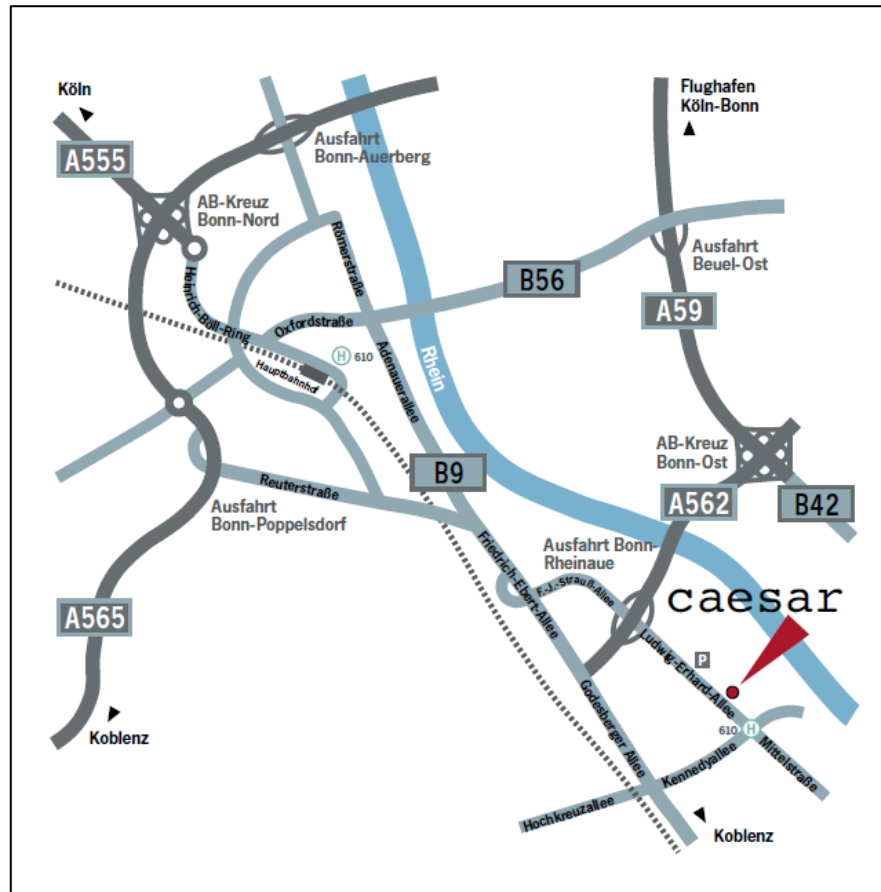 Köln
Flughafen
Köln-Bonn
Ausfahrt
Bonn-Auerberg
A555
AB-Kreuz
Bonn-Nord
Römerstraße
Ausfahrt
Beuel-Ost
B56
Heinrich-Böll-Ring
Oxfordstraße
A59
Rhein
610
H
Hauptbahnhof
Adenauerallee
AB-Kreuz
Bonn-Ost
B9
Reuterstraße
A562
B42
Ausfahrt
Bonn-Poppelsdorf
Ausfahrt Bonn-
Rheinaue
Friedrich-Ebert-Allee
F.-J.-Strauß-Allee
caesar
A565
Ludwig-Erhard-Allee
P
Godesberger Allee
610
H
Koblenz
Mittelstraße
Kennedyallee
Hochkreuzallee
Koblenz